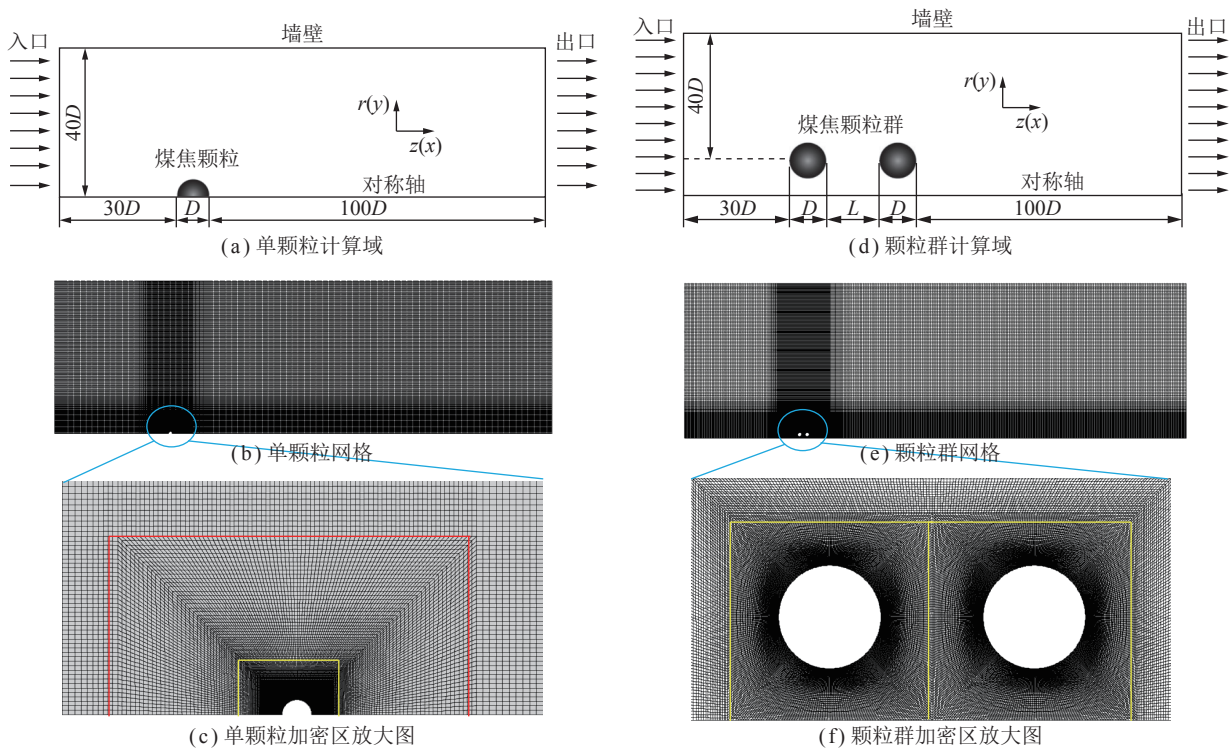 入口
墙壁
出口
40D
r(y)
z(x)
煤焦颗粒
对称轴
30D
D
100D
(a) 单颗粒计算域
入口
墙壁
出口
40D
r(y)
z(x)
煤焦颗粒群
对称轴
30D
D
L
D
100D
(d) 颗粒群计算域
(b) 单颗粒网格
(e) 颗粒群网格
(c) 单颗粒加密区放大图
(f) 颗粒群加密区放大图